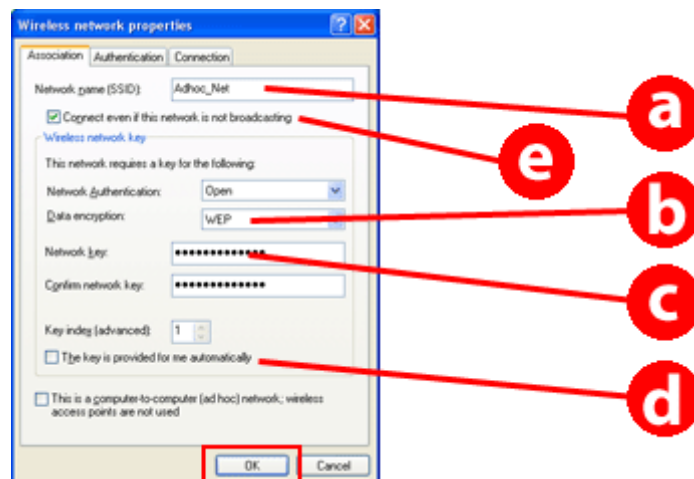 Wireless network properties
Association Authentication Connection
Network name (SSID): Adhoc_Net
Connect even if this network is not broadcasting
Wireless network key
This network requires a key for the following:
Network Authentication: Open
Data encryption: WEP
Network key: •••••••••••••
Confirm network key: •••••••••••••
Key index (advanced): 1
The key is provided for me automatically
This is a computer-to-computer (ad hoc) network; wireless
access points are not used
OK Cancel
a
e
b
c
d